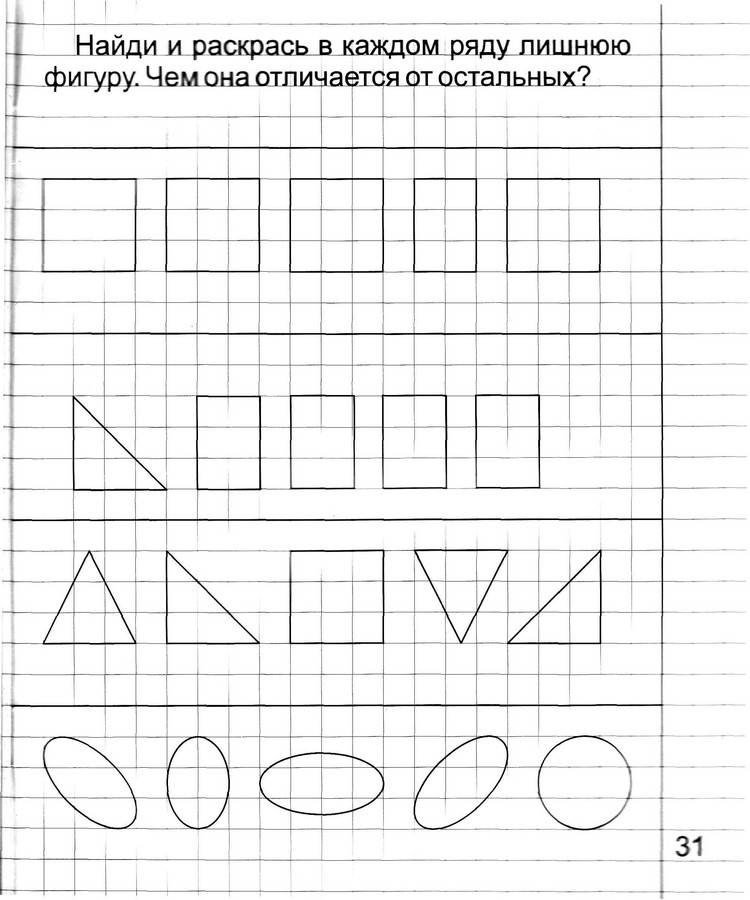 Найди и раскрась в каждом ряду лишнюю
фигуру. Чем она отличается от остальных?
31